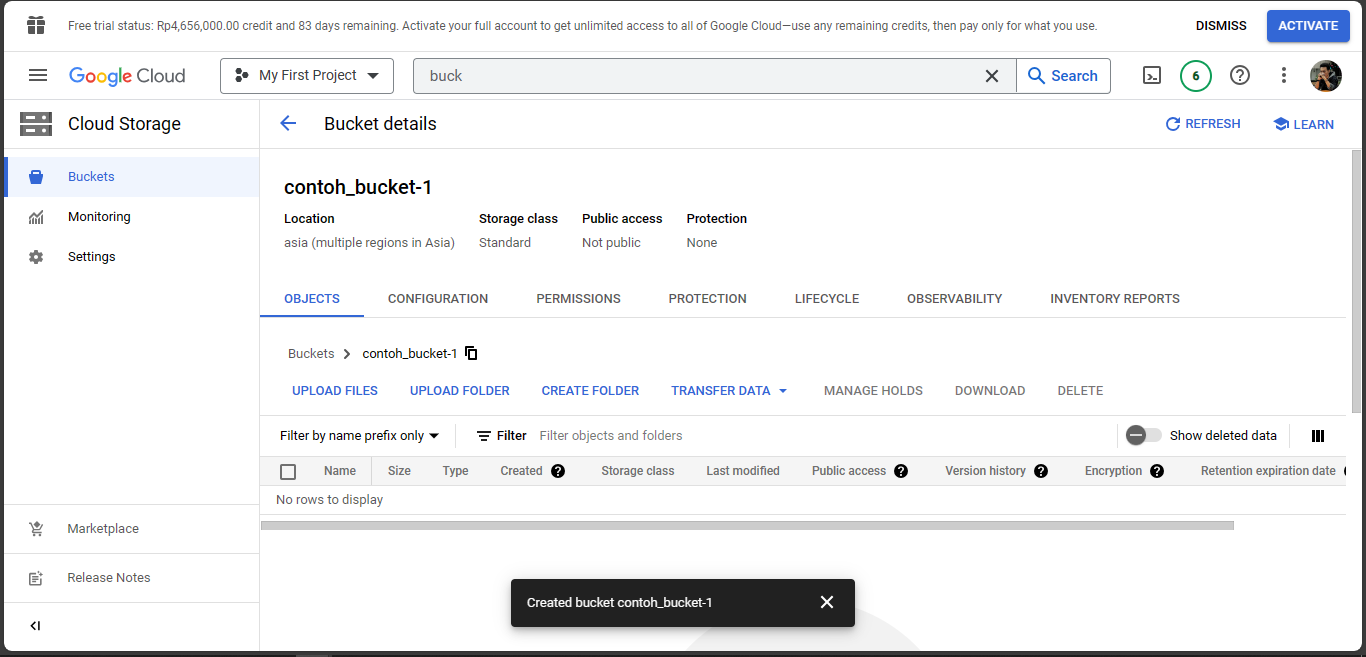 Free trial status: Rp4,656,000.00 credit and 83 days remaining. Activate your full account to get unlimited access to all of Google Cloud—use any remaining credits, then pay only for what you use.
DISMISS
ACTIVATE
Google Cloud
My First Project
buck
Search
6
Cloud Storage
Bucket details
REFRESH
LEARN
Buckets
Monitoring
Settings
Marketplace
Release Notes
contoh_bucket-1
Location Storage class Public access Protection
asia (multiple regions in Asia) Standard Not public None
OBJECTS CONFIGURATION PERMISSIONS PROTECTION LIFECYCLE OBSERVABILITY INVENTORY REPORTS
Buckets > contoh_bucket-1
UPLOAD FILES UPLOAD FOLDER CREATE FOLDER TRANSFER DATA MANAGE HOLDS DOWNLOAD DELETE
Filter by name prefix only Filter Filter objects and folders Show deleted data
Name Size Type Created Storage class Last modified Public access Version history Encryption Retention expiration date
No rows to display
Created bucket contoh_bucket-1